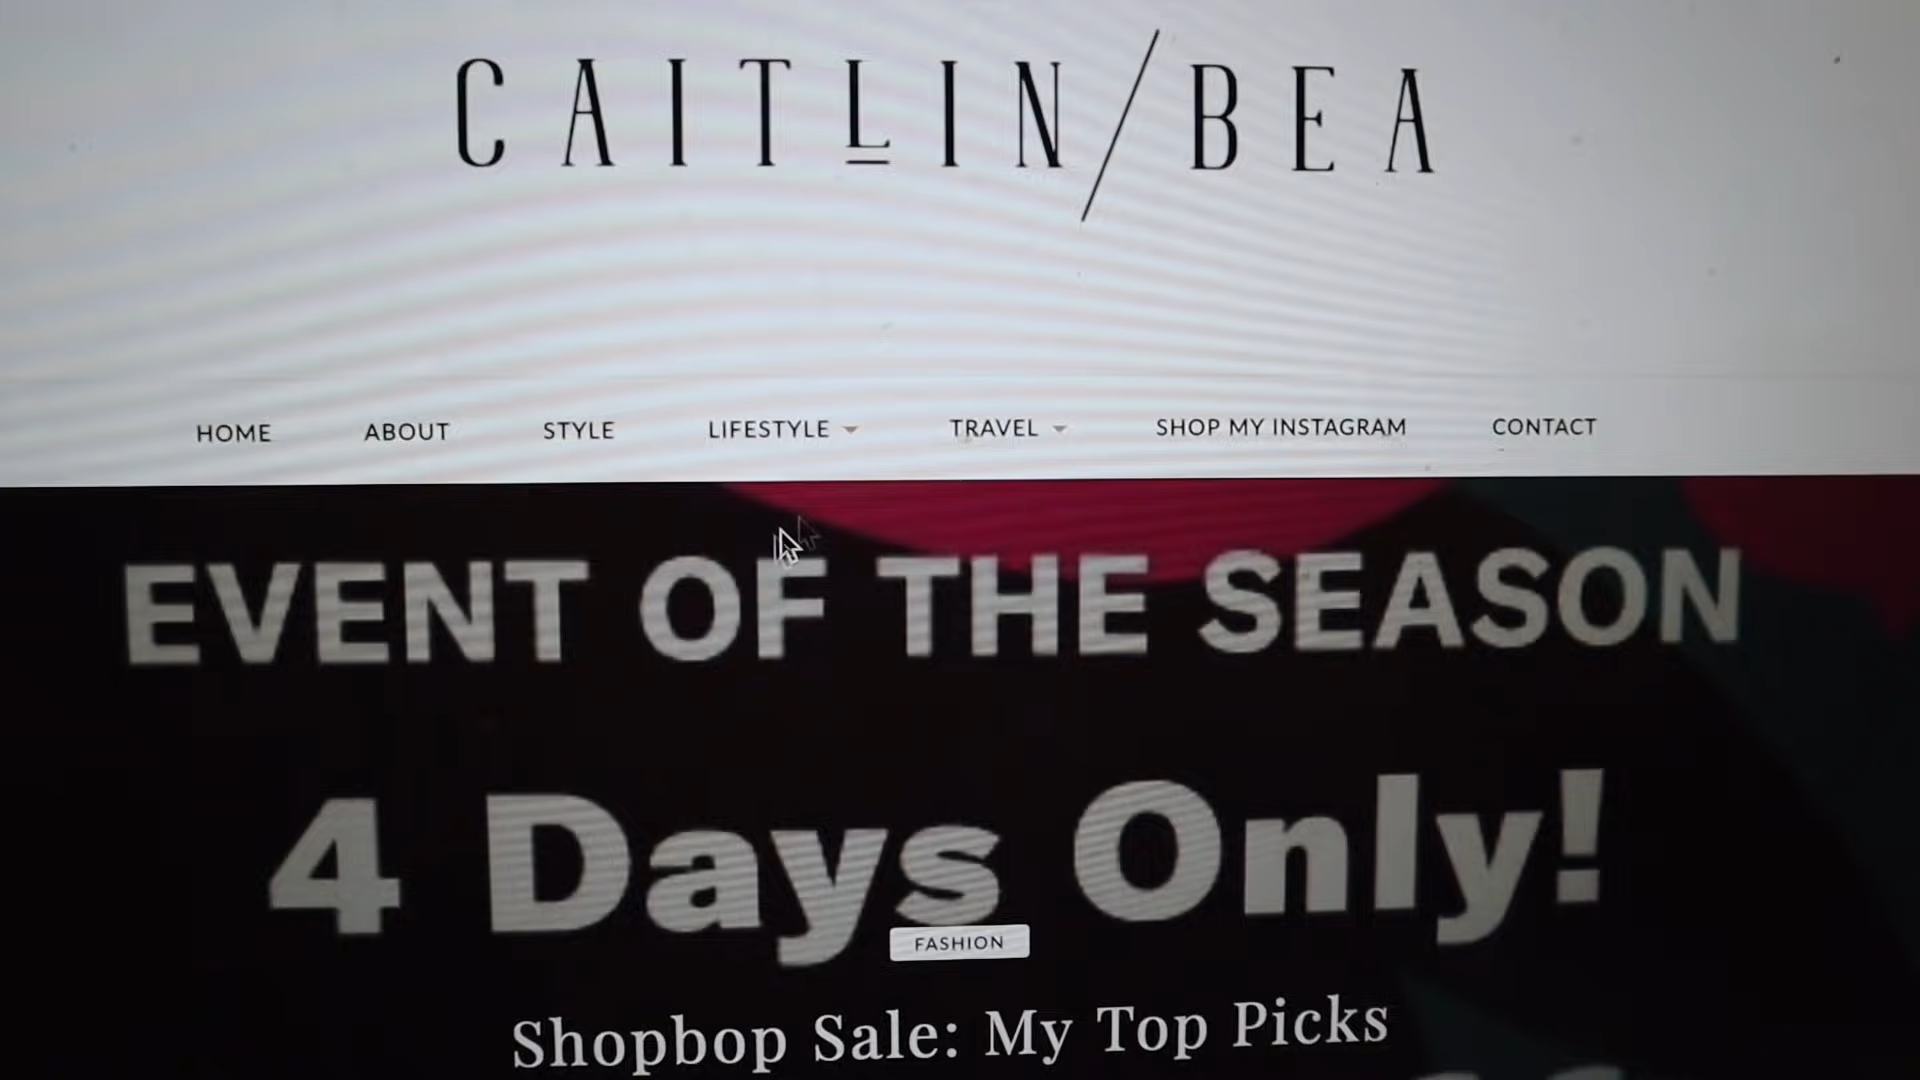 CAITLIN/BEA
HOME ABOUT STYLE LIFESTYLE TRAVEL SHOP MY INSTAGRAM CONTACT
EVENT OF THE SEASON
4 Days Only!
FASHION
Shopbop Sale: My Top Picks